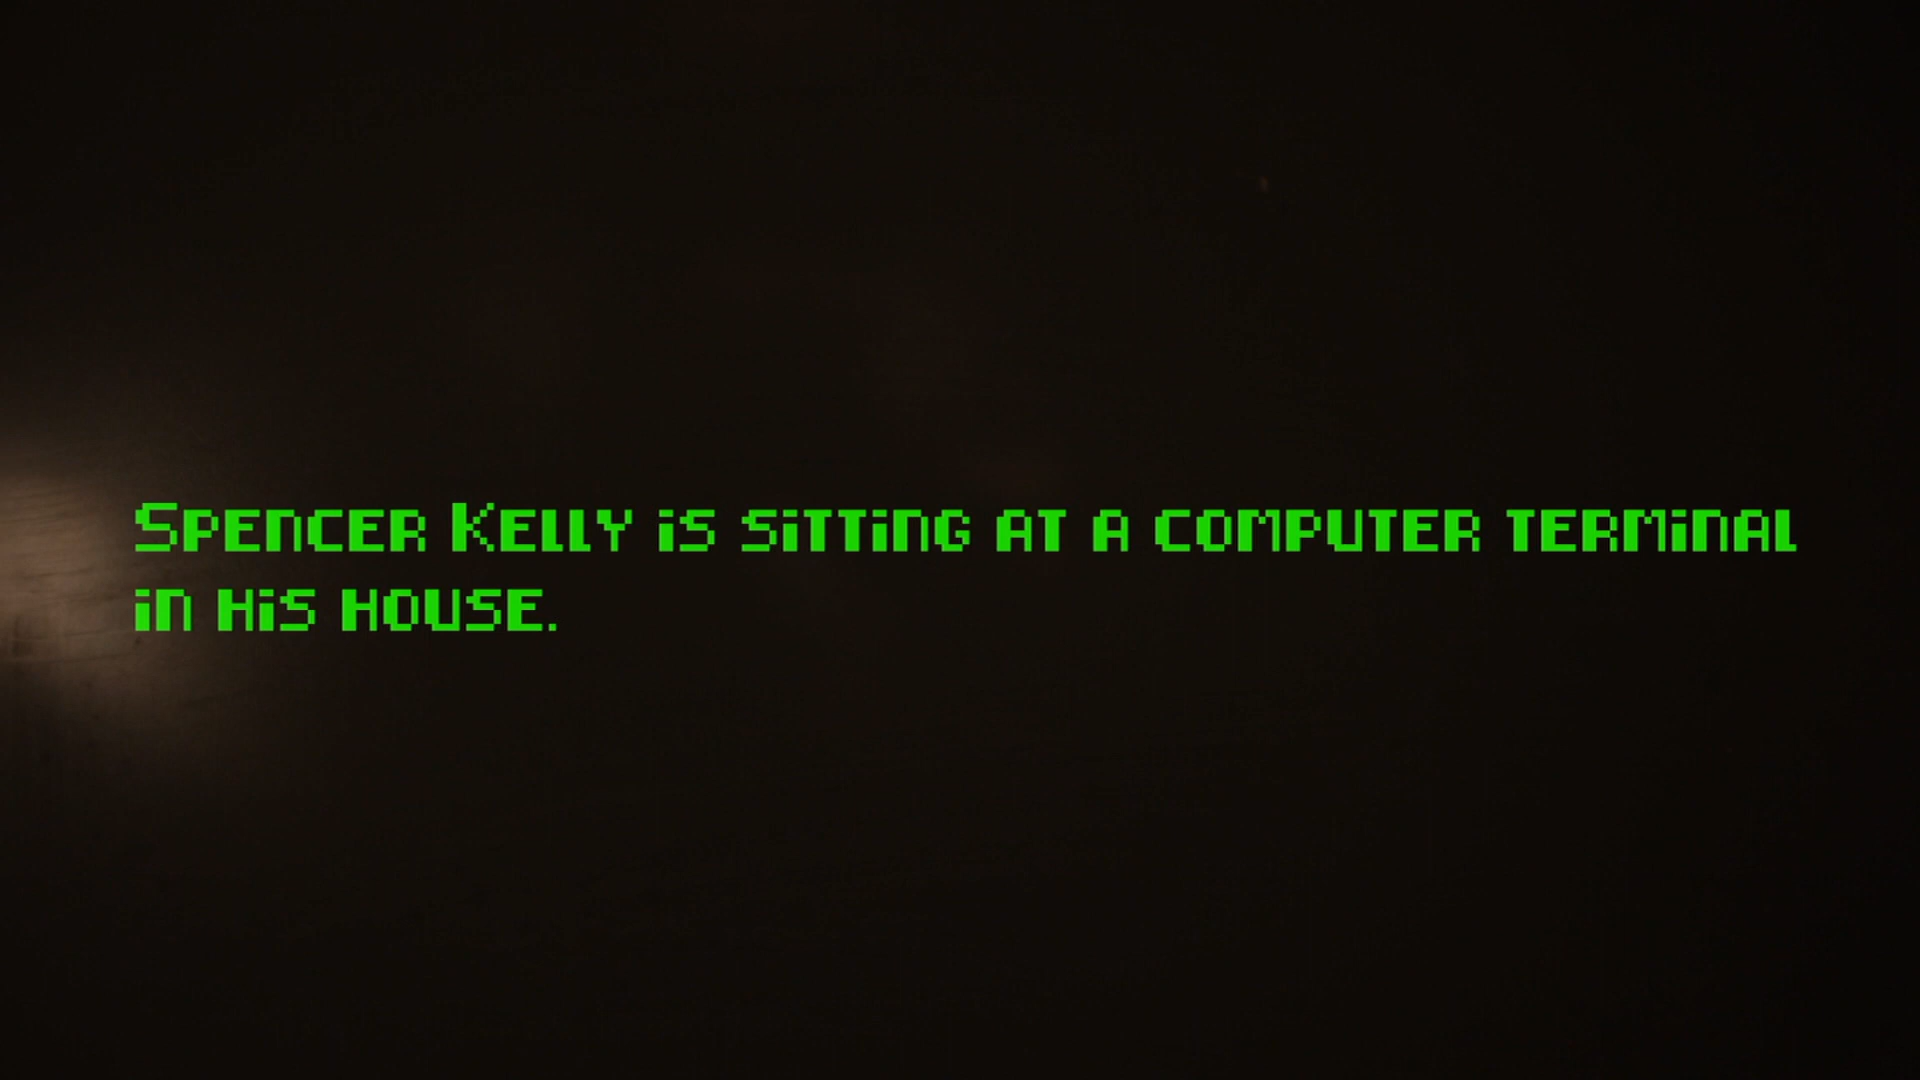 Spencer Kelly is sitting at a computer terminal
in his house.